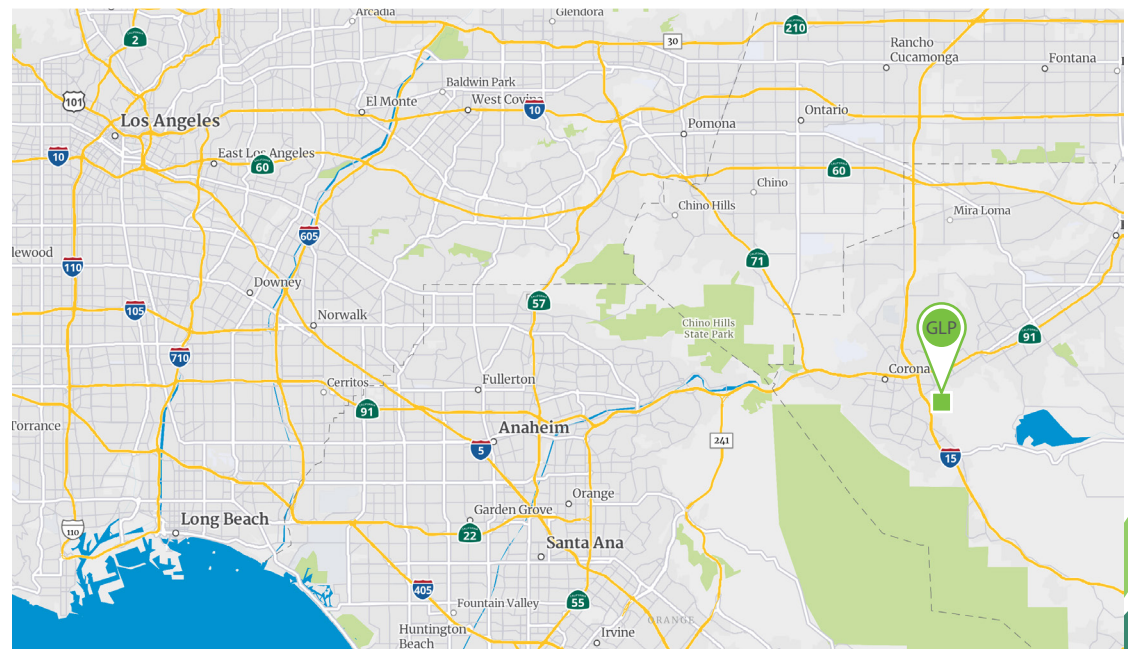 Arcadia
Glendora
2
210
30
Rancho
Cucamonga
Fontana
Baldwin Park
101
El Monte
West Covina
10
Los Angeles
Ontario
Pomona
10
East Los Angeles
60
60
Chino
Chino Hills
Mira Loma
605
lewood
110
71
Downey
57
105
Norwalk
Chino Hills
State Park
GLP
91
710
Corona
Cerritos
Fullerton
91
Anaheim
Torrance
241
5
15
Orange
Garden Grove
Long Beach
110
22
Santa Ana
405
Fountain Valley
55
Huntington
Beach
Irvine
ORANGE